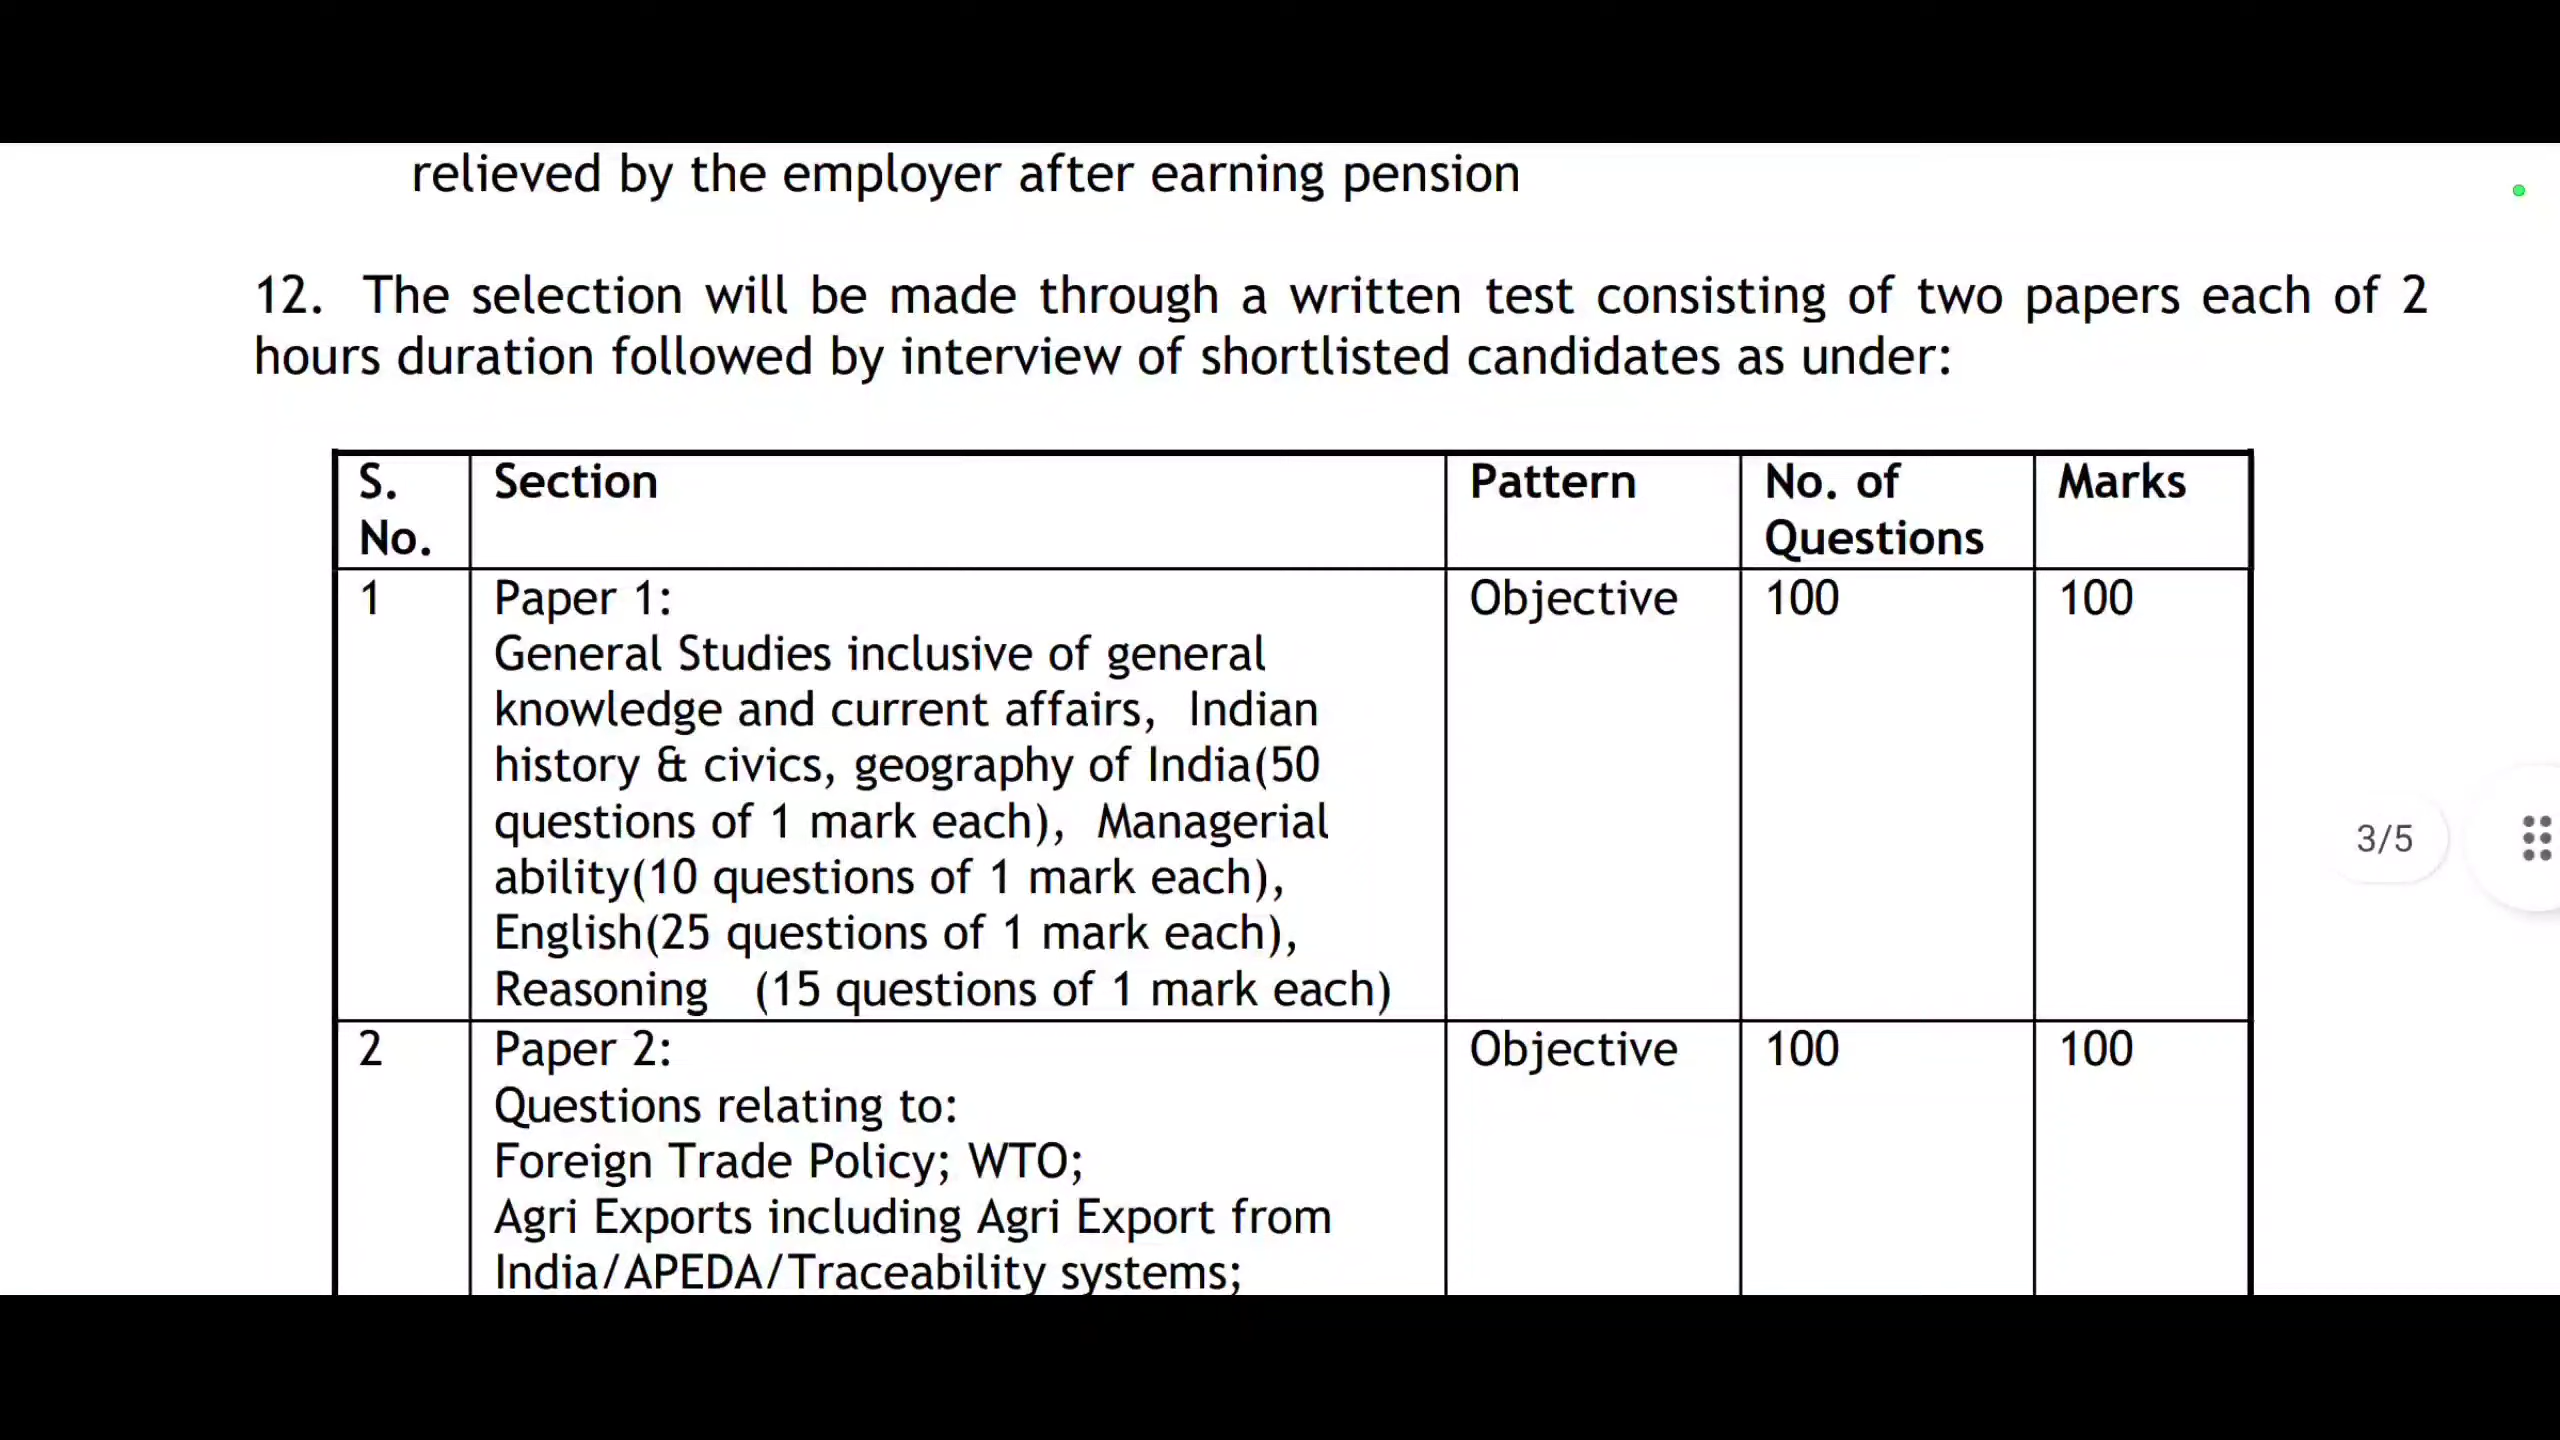 relieved by the employer after earning pension
12. The selection will be made through a written test consisting of two papers each of 2
hours duration followed by interview of shortlisted candidates as under:
S. No. Section Pattern No. of Questions Marks
1 Paper 1: Objective 100 100
General Studies inclusive of general
knowledge and current affairs, Indian
history & civics, geography of India(50
questions of 1 mark each), Managerial
ability(10 questions of 1 mark each),
English(25 questions of 1 mark each),
Reasoning (15 questions of 1 mark each)
2 Paper 2: Objective 100 100
Questions relating to:
Foreign Trade Policy; WTO;
Agri Exports including Agri Export from
India/APEDA/Traceability systems;
3/5